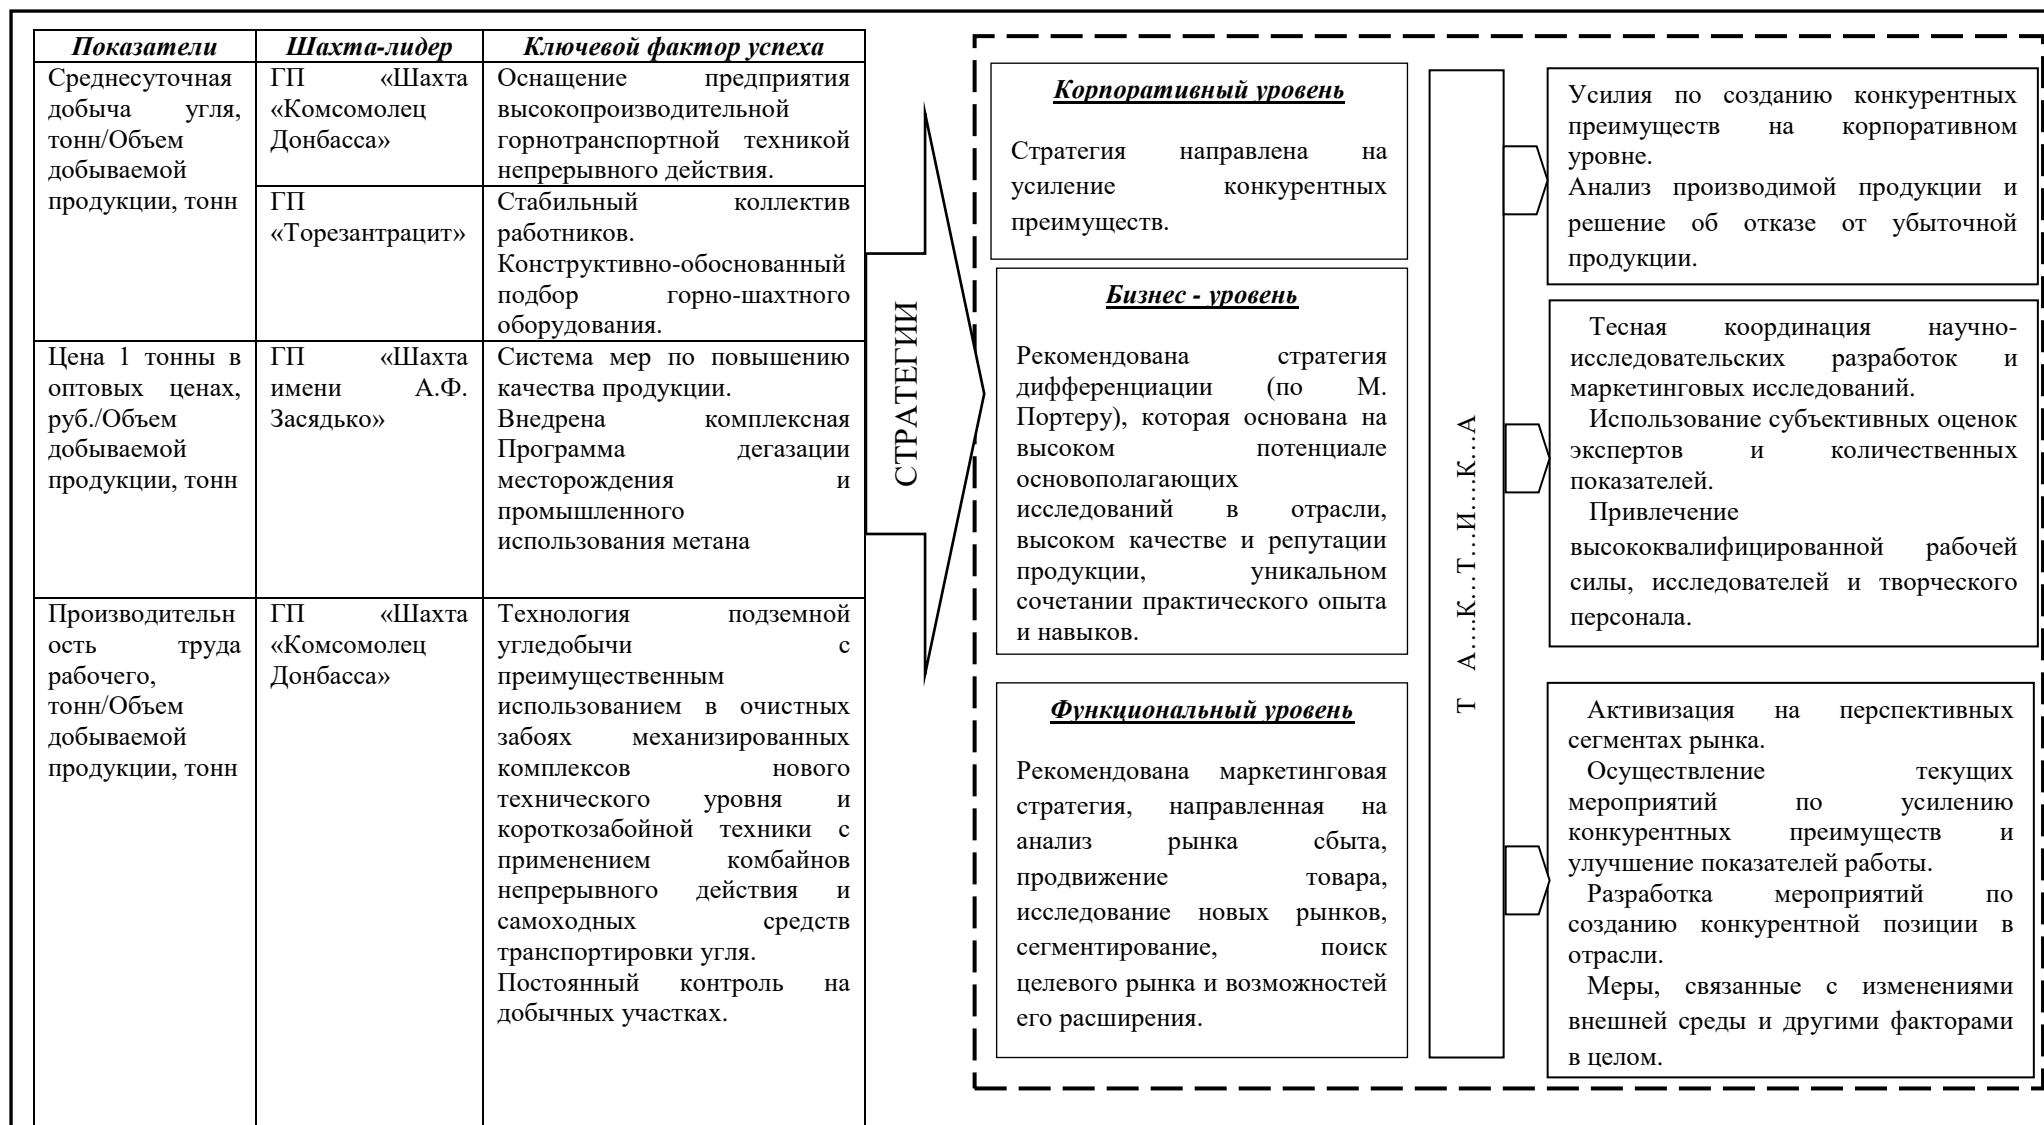 Показатели
Шахта-лидер
Ключевой фактор успеха
Среднесуточная
добыча угля,
тонн/Объем
добываемой
продукции, тонн
ГП «Шахта
«Комсомолец
Донбасса»
Оснащение предприятия
высокопроизводительной
горнотранспортной техникой
непрерывного действия.
ГП
«Торезантрацит»
Стабильный коллектив
работников.
Конструктивно-обоснованный
подбор горно-шахтного
оборудования.
Цена 1 тонны в
оптовых ценах,
руб./Объем
добываемой
продукции, тонн
ГП «Шахта
имени А.Ф.
Засядько»
Система мер по повышению
качества продукции.
Внедрена комплексная
Программа дегазации
месторождения и
промышленного
использования метана
Производительн
ость труда
рабочего,
тонн/Объем
добываемой
продукции, тонн
ГП «Шахта
«Комсомолец
Донбасса»
Технология подземной
угледобычи с
преимущественным
использованием в очистных
забоях механизированных
комплексов нового
технического уровня и
короткозабойной техники с
применением комбайнов
непрерывного действия и
самоходных средств
транспортировки угля.
Постоянный контроль на
добычных участках.
СТРАТЕГИИ
Корпоративный уровень
Стратегия направлена на
усиление конкурентных
преимуществ.
Бизнес - уровень
Рекомендована стратегия
дифференциации (по М.
Портеру), которая основана на
высоком потенциале
основополагающих
исследований в отрасли,
высоком качестве и репутации
продукции, уникальном
сочетании практического опыта
и навыков.
Функциональный уровень
Рекомендована маркетинговая
стратегия, направленная на
анализ рынка сбыта,
продвижение товара,
исследование новых рынков,
сегментирование, поиск
целевого рынка и возможностей
его расширения.
Т А…К…Т…И…К…А
Усилия по созданию конкурентных
преимуществ на корпоративном
уровне.
Анализ производимой продукции и
решение об отказе от убыточной
продукции.
Тесная координация научно-
исследовательских разработок и
маркетинговых исследований.
Использование субъективных оценок
экспертов и количественных
показателей.
Привлечение
высококвалифицированной рабочей
силы, исследователей и творческого
персонала.
Активизация на перспективных
сегментах рынка.
Осуществление текущих
мероприятий по усилению
конкурентных преимуществ и
улучшение показателей работы.
Разработка мероприятий по
созданию конкурентной позиции в
отрасли.
Меры, связанные с изменениями
внешней среды и другими факторами
в целом.